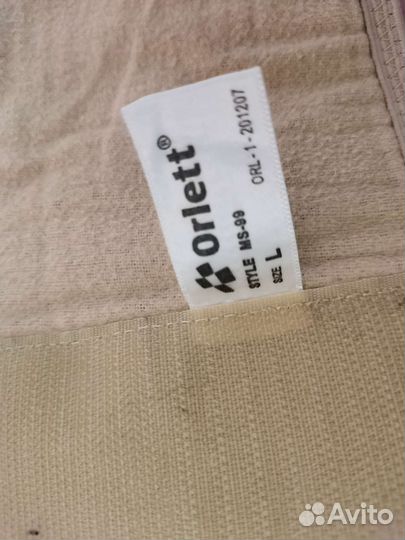 Orlett®
STYLE MS-99
ORL-1-201207
SIZE L
Avito